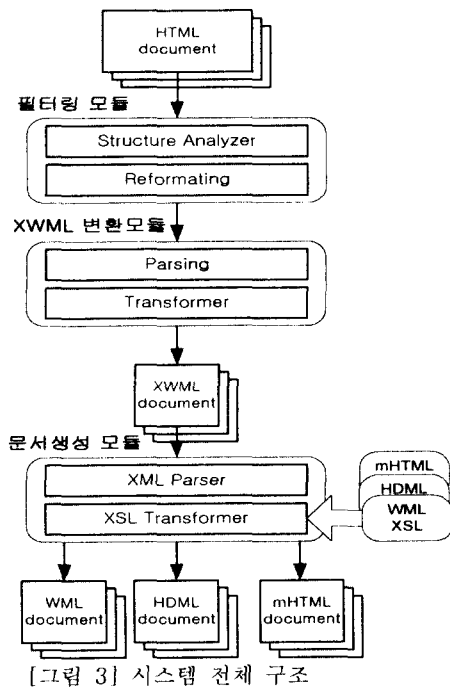 HTML
document
필터링 모듈
Structure Analyzer
Reformating
XWML 변환모듈
Parsing
Transformer
XWML
document
문서생성 모듈
XML Parser
XSL Transformer
mHTML
HDML
WML
XSL
WML
document
HDML
document
mHTML
document
[그림 3] 시스템 전체 구조